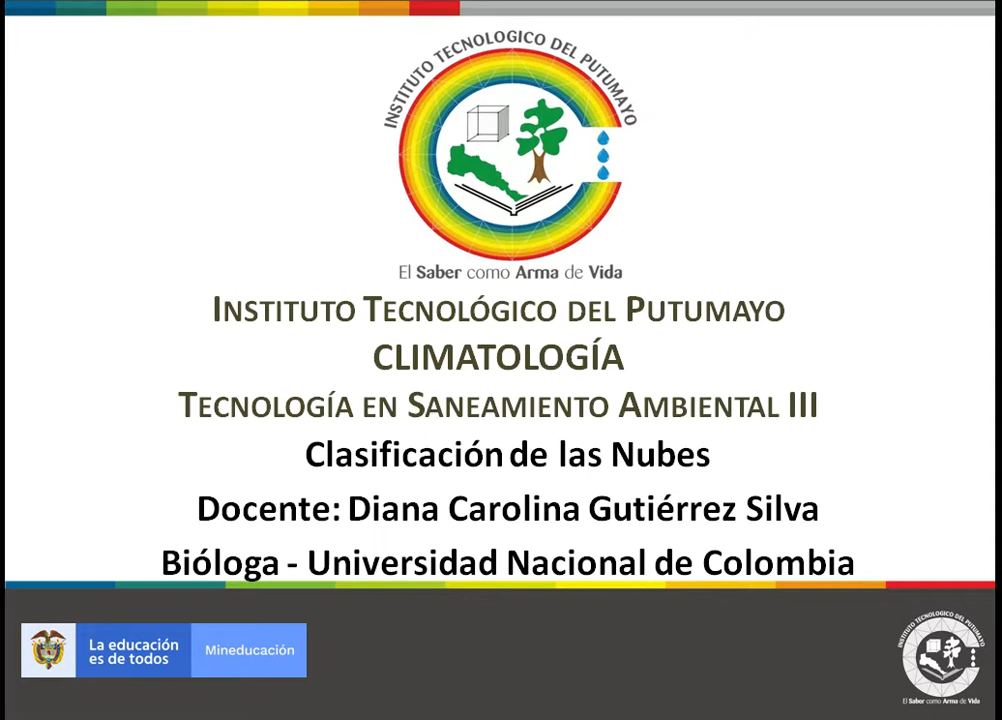 INSTITUTO TECNOLOGICO DEL PUTUMAYO
El Saber como Arma de Vida
INSTITUTO TECNOLÓGICO DEL PUTUMAYO
CLIMATOLOGÍA
TECNOLOGÍA EN SANEAMIENTO AMBIENTAL III
Clasificación de las Nubes
Docente: Diana Carolina Gutiérrez Silva
Bióloga - Universidad Nacional de Colombia
La educación
es de todos
Mineducación
INSTITUTO TECNOLOGICO DEL PUTUMAYO
El Saber como Arma de Vida